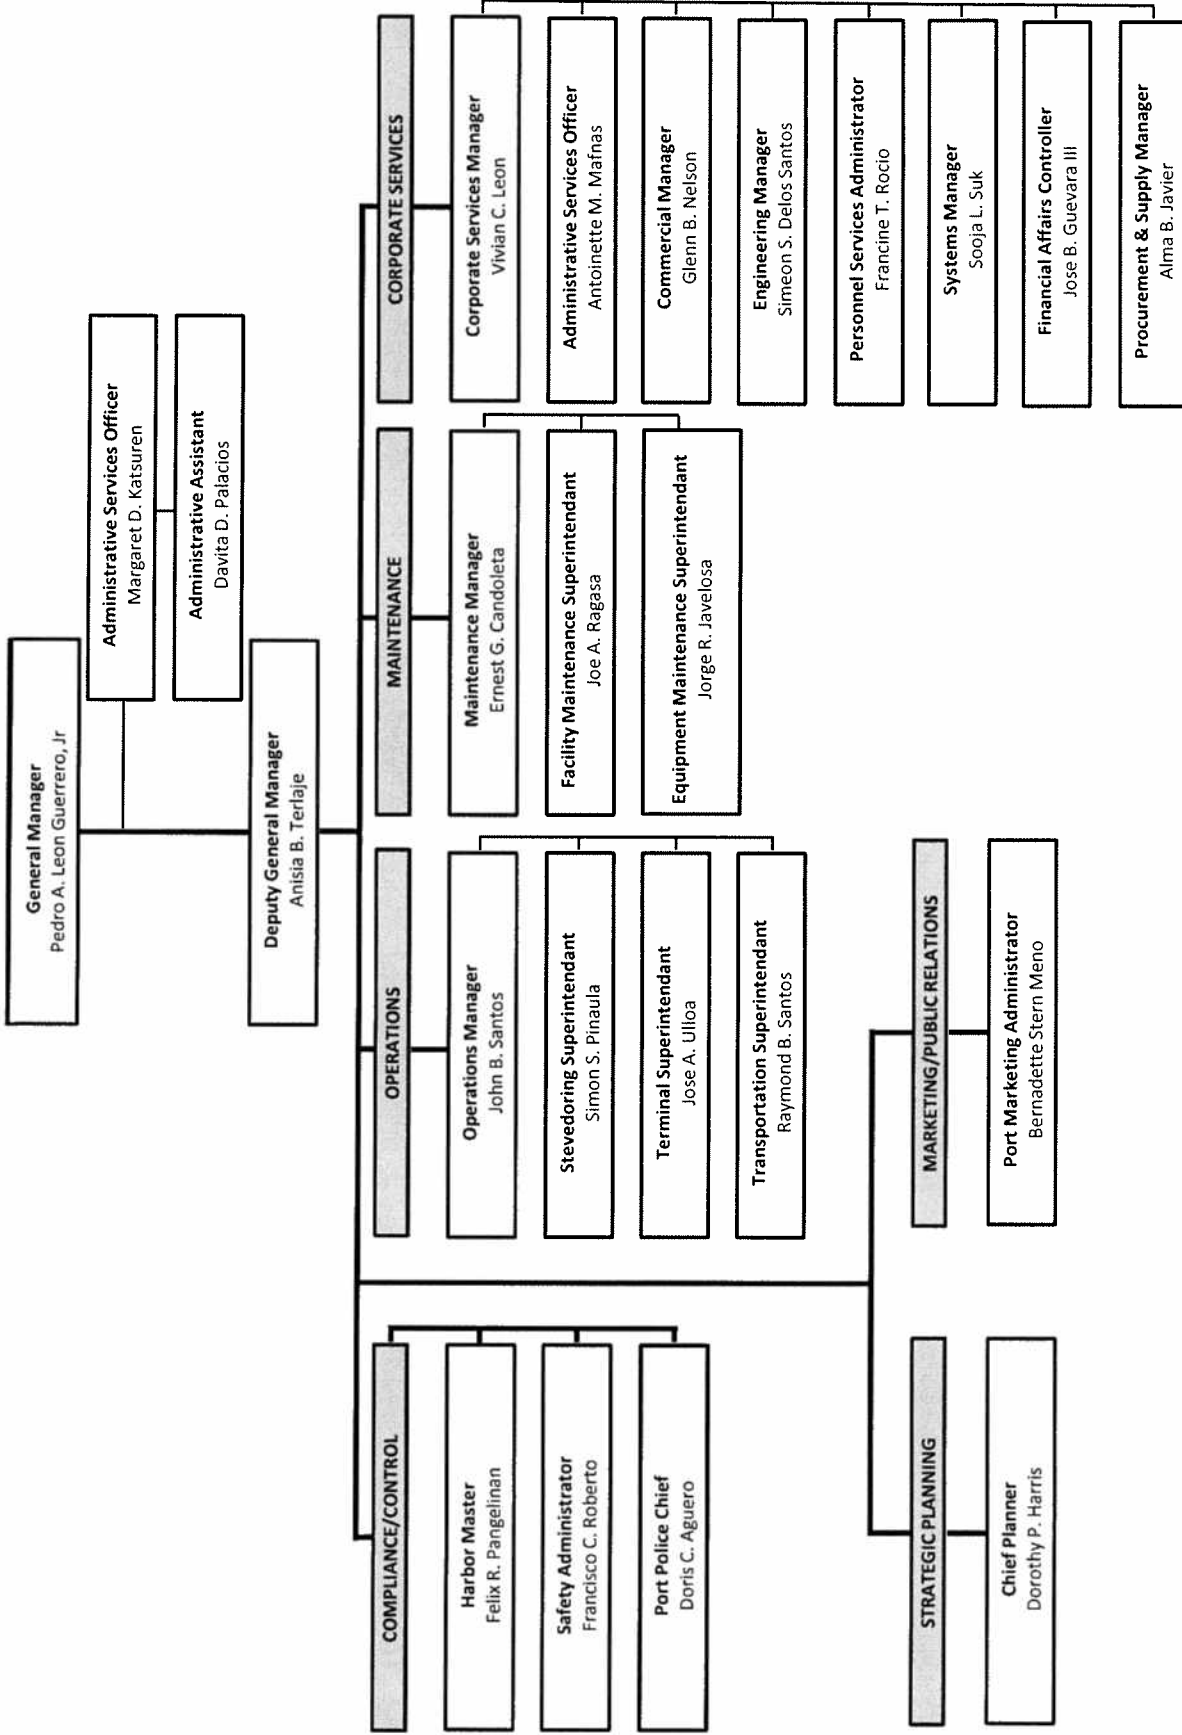 General Manager
Pedro A. Leon Guerrero, Jr
Administrative Services Officer
Margaret D. Katsuren
Administrative Assistant
Davita D. Palacios
Deputy General Manager
Anisia B. Terlaje
COMPLIANCE/CONTROL
Harbor Master
Felix R. Pangelinan
Safety Administrator
Francisco C. Roberto
Port Police Chief
Doris C. Aguero
OPERATIONS
Operations Manager
John B. Santos
Stevedoring Superintendant
Simon S. Pinaula
Terminal Superintendant
Jose A. Ulloa
Transportation Superintendant
Raymond B. Santos
MAINTENANCE
Maintenance Manager
Ernest G. Candoleta
Facility Maintenance Superintendant
Joe A. Ragasa
Equipment Maintenance Superintendant
Jorge R. Javelosa
CORPORATE SERVICES
Corporate Services Manager
Vivian C. Leon
Administrative Services Officer
Antoinette M. Mafnas
Commercial Manager
Glenn B. Nelson
Engineering Manager
Simeon S. Delos Santos
Personnel Services Administrator
Francine T. Rocio
Systems Manager
Sooja L. Suk
Financial Affairs Controller
Jose B. Guevara III
Procurement & Supply Manager
Alma B. Javier
STRATEGIC PLANNING
Chief Planner
Dorothy P. Harris
MARKETING/PUBLIC RELATIONS
Port Marketing Administrator
Bernadette Stern Meno